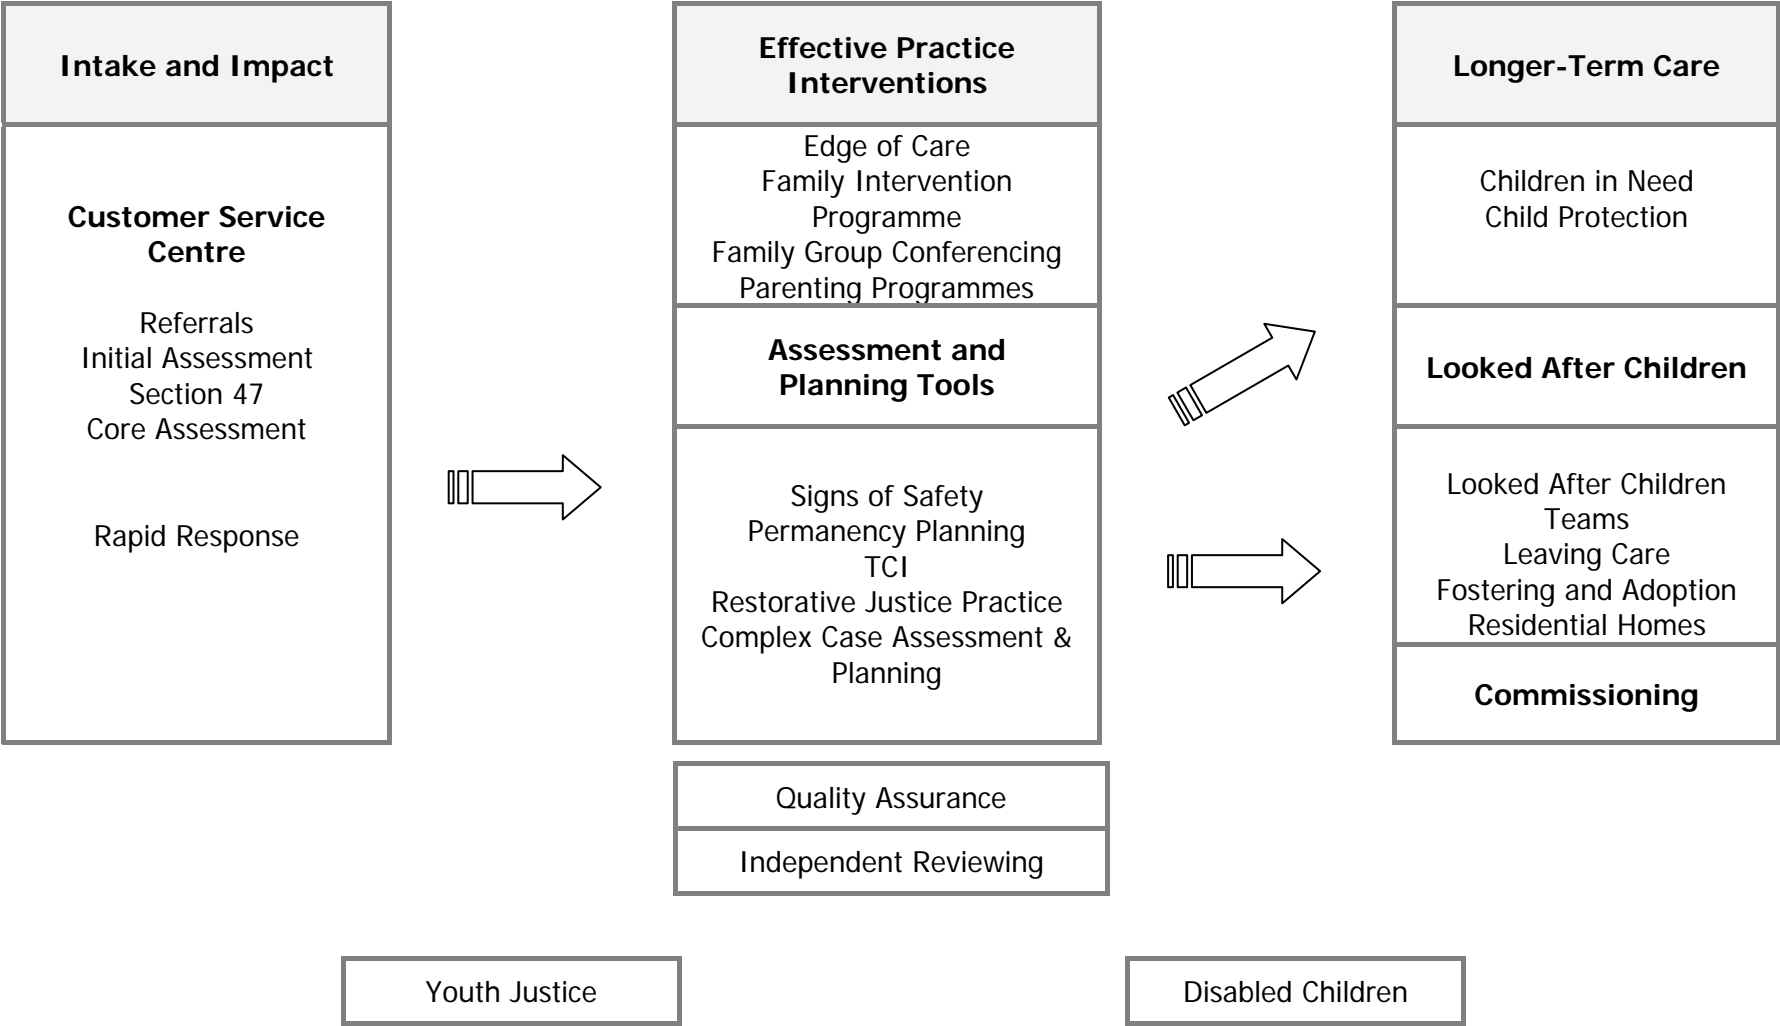 Intake and Impact
Customer Service
Centre
Referrals
Initial Assessment
Section 47
Core Assessment
Rapid Response
Effective Practice
Interventions
Edge of Care
Family Intervention
Programme
Family Group Conferencing
Parenting Programmes
Assessment and
Planning Tools
Signs of Safety
Permanency Planning
TCI
Restorative Justice Practice
Complex Case Assessment &
Planning
Quality Assurance
Independent Reviewing
Longer-Term Care
Children in Need
Child Protection
Looked After Children
Looked After Children
Teams
Leaving Care
Fostering and Adoption
Residential Homes
Commissioning
Youth Justice
Disabled Children